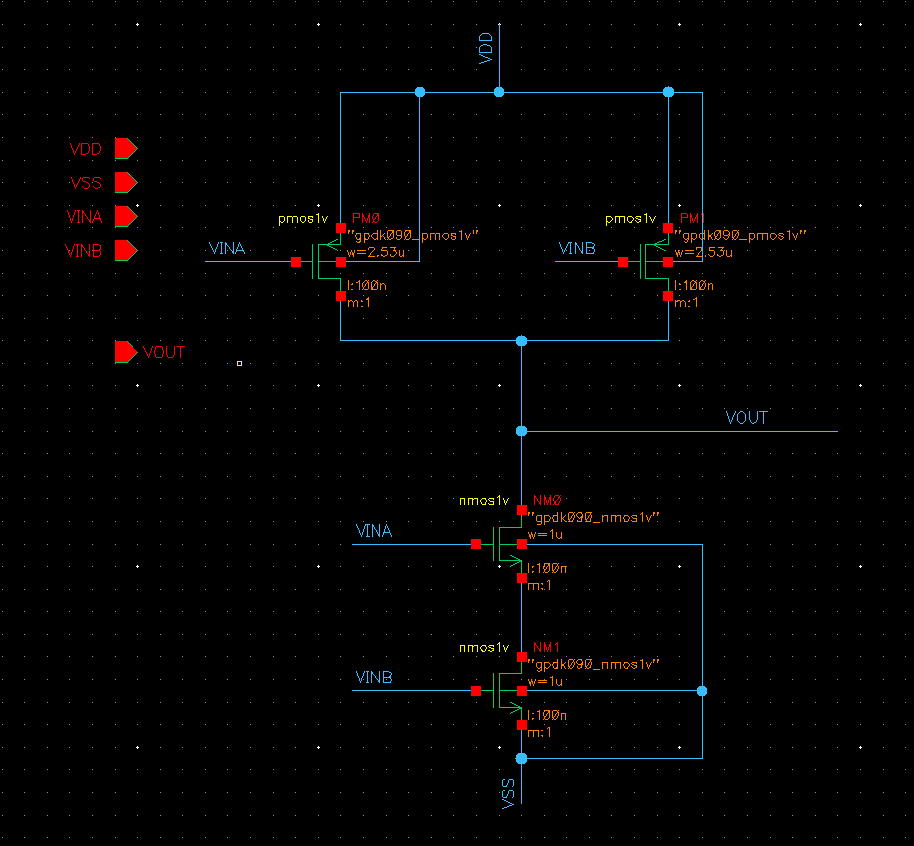 VDD
VDD
VSS
VINA
VINB
VOUT
pmos1v
PM0
"gpdk090_pmos1v"
w=2.53u
l:100n
m:1
VINA
pmos1v
PM1
"gpdk090_pmos1v"
w=2.53u
l:100n
m:1
VINB
VOUT
nmos1v
NM0
"gpdk090_nmos1v"
w=1u
l:100n
m:1
VINA
nmos1v
NM1
"gpdk090_nmos1v"
w=1u
l:100n
m:1
VINB
VSS